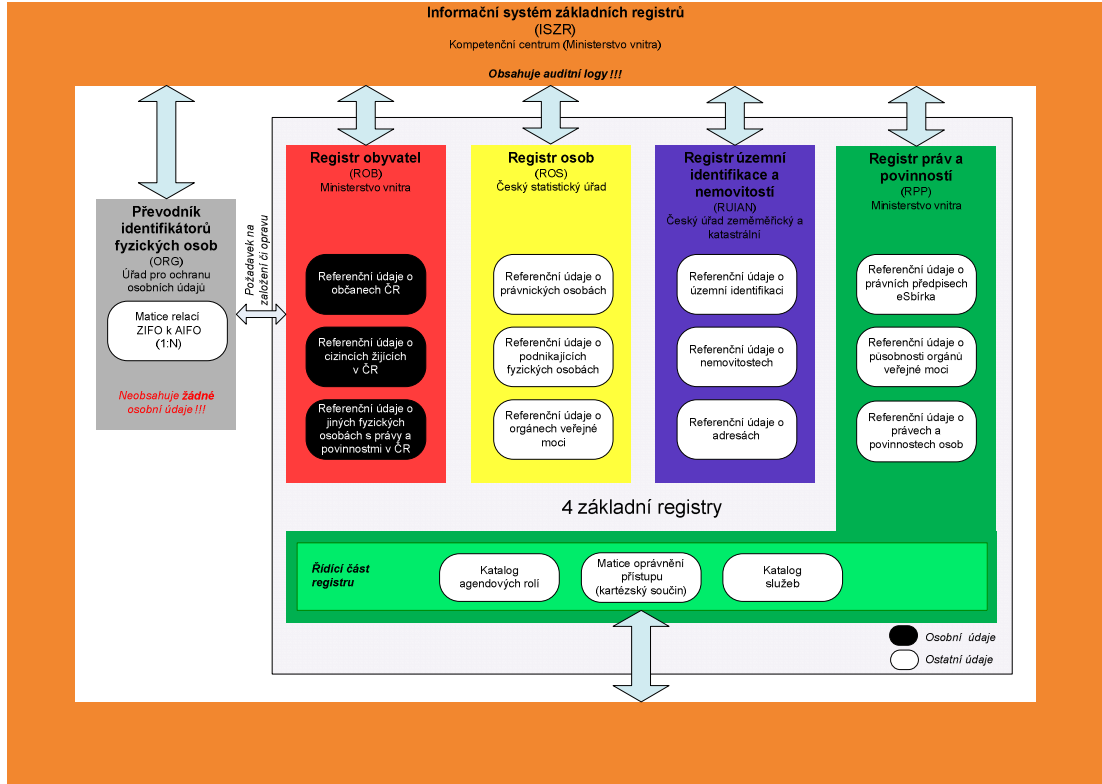 Informační systém základních registrů
(ISZR)
Kompetenční centrum (Ministerstvo vnitra)
Obsahuje auditní logy !!!
Převodník
identifikátorů
fyzických osob
(ORG)
Úřad pro ochranu
osobních údajů
Matice relací
ZIFO k AIFO
(1:N)
Neobsahuje žádné
osobní údaje !!!
Požadavek na
založení či opravu
Registr obyvatel
(ROB)
Ministerstvo vnitra
Referenční údaje o
občanech ČR
Referenční údaje o
cizincích žijících
v ČR
Referenční údaje o
jiných fyzických
osobách s právy a
povinnostmi v ČR
Registr osob
(ROS)
Český statistický úřad
Referenční údaje o
právnických osobách
Referenční údaje o
podnikajících
fyzických osobách
Referenční údaje o
orgánech veřejné
moci
Registr územní
identifikace a
nemovitostí
(RUIAN)
Český úřad zeměměřický a
katastrální
Referenční údaje o
územní identifikaci
Referenční údaje o
nemovitostech
Referenční údaje o
adresách
Registr práv a
povinností
(RPP)
Ministerstvo vnitra
Referenční údaje o
právních předpisech
eSbírka
Referenční údaje o
působnosti orgánů
veřejné moci
Referenční údaje o
právech a
povinnostech osob
4 základní registry
Řídící část
registru
Katalog
agendových rolí
Matice oprávnění
přístupu
(kartézský součin)
Katalog
služeb
Osobní údaje
Ostatní údaje